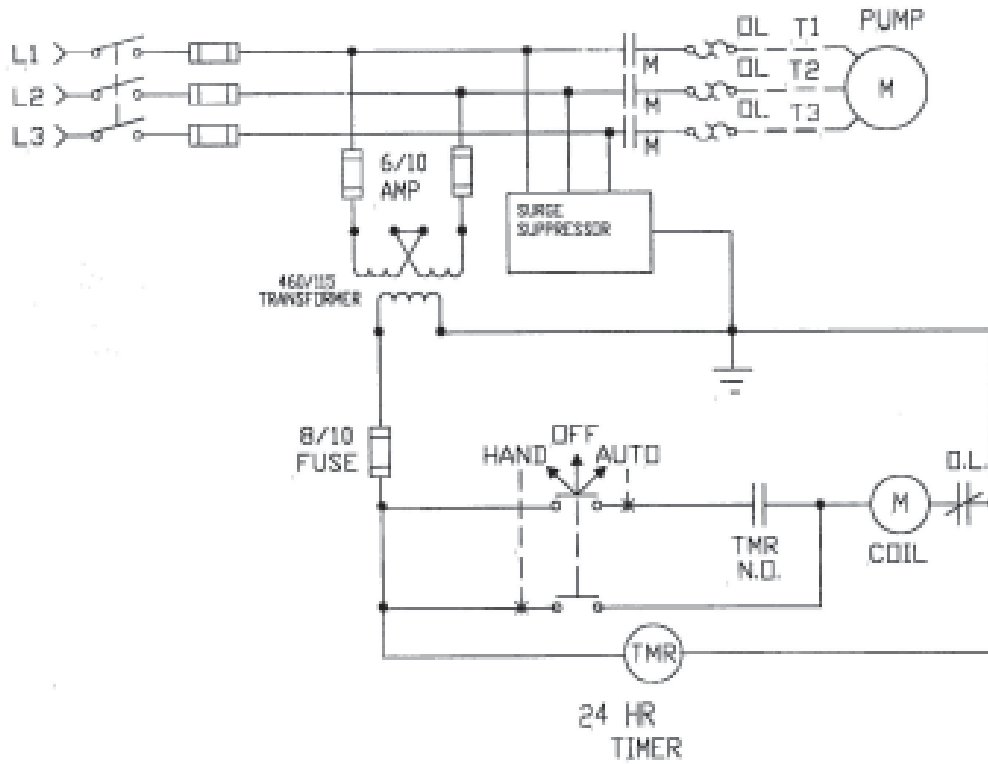 PUMP
L1
OL T1
M
M
L2
OL T2
M
L3
OL T3
M
6/10
AMP
SURGE
SUPPRESSOR
460/115
TRANSFORMER
8/10
FUSE
HAND
OFF
AUTO
O.L.
M
TMR
N.O.
COIL
TMR
24 HR
TIMER